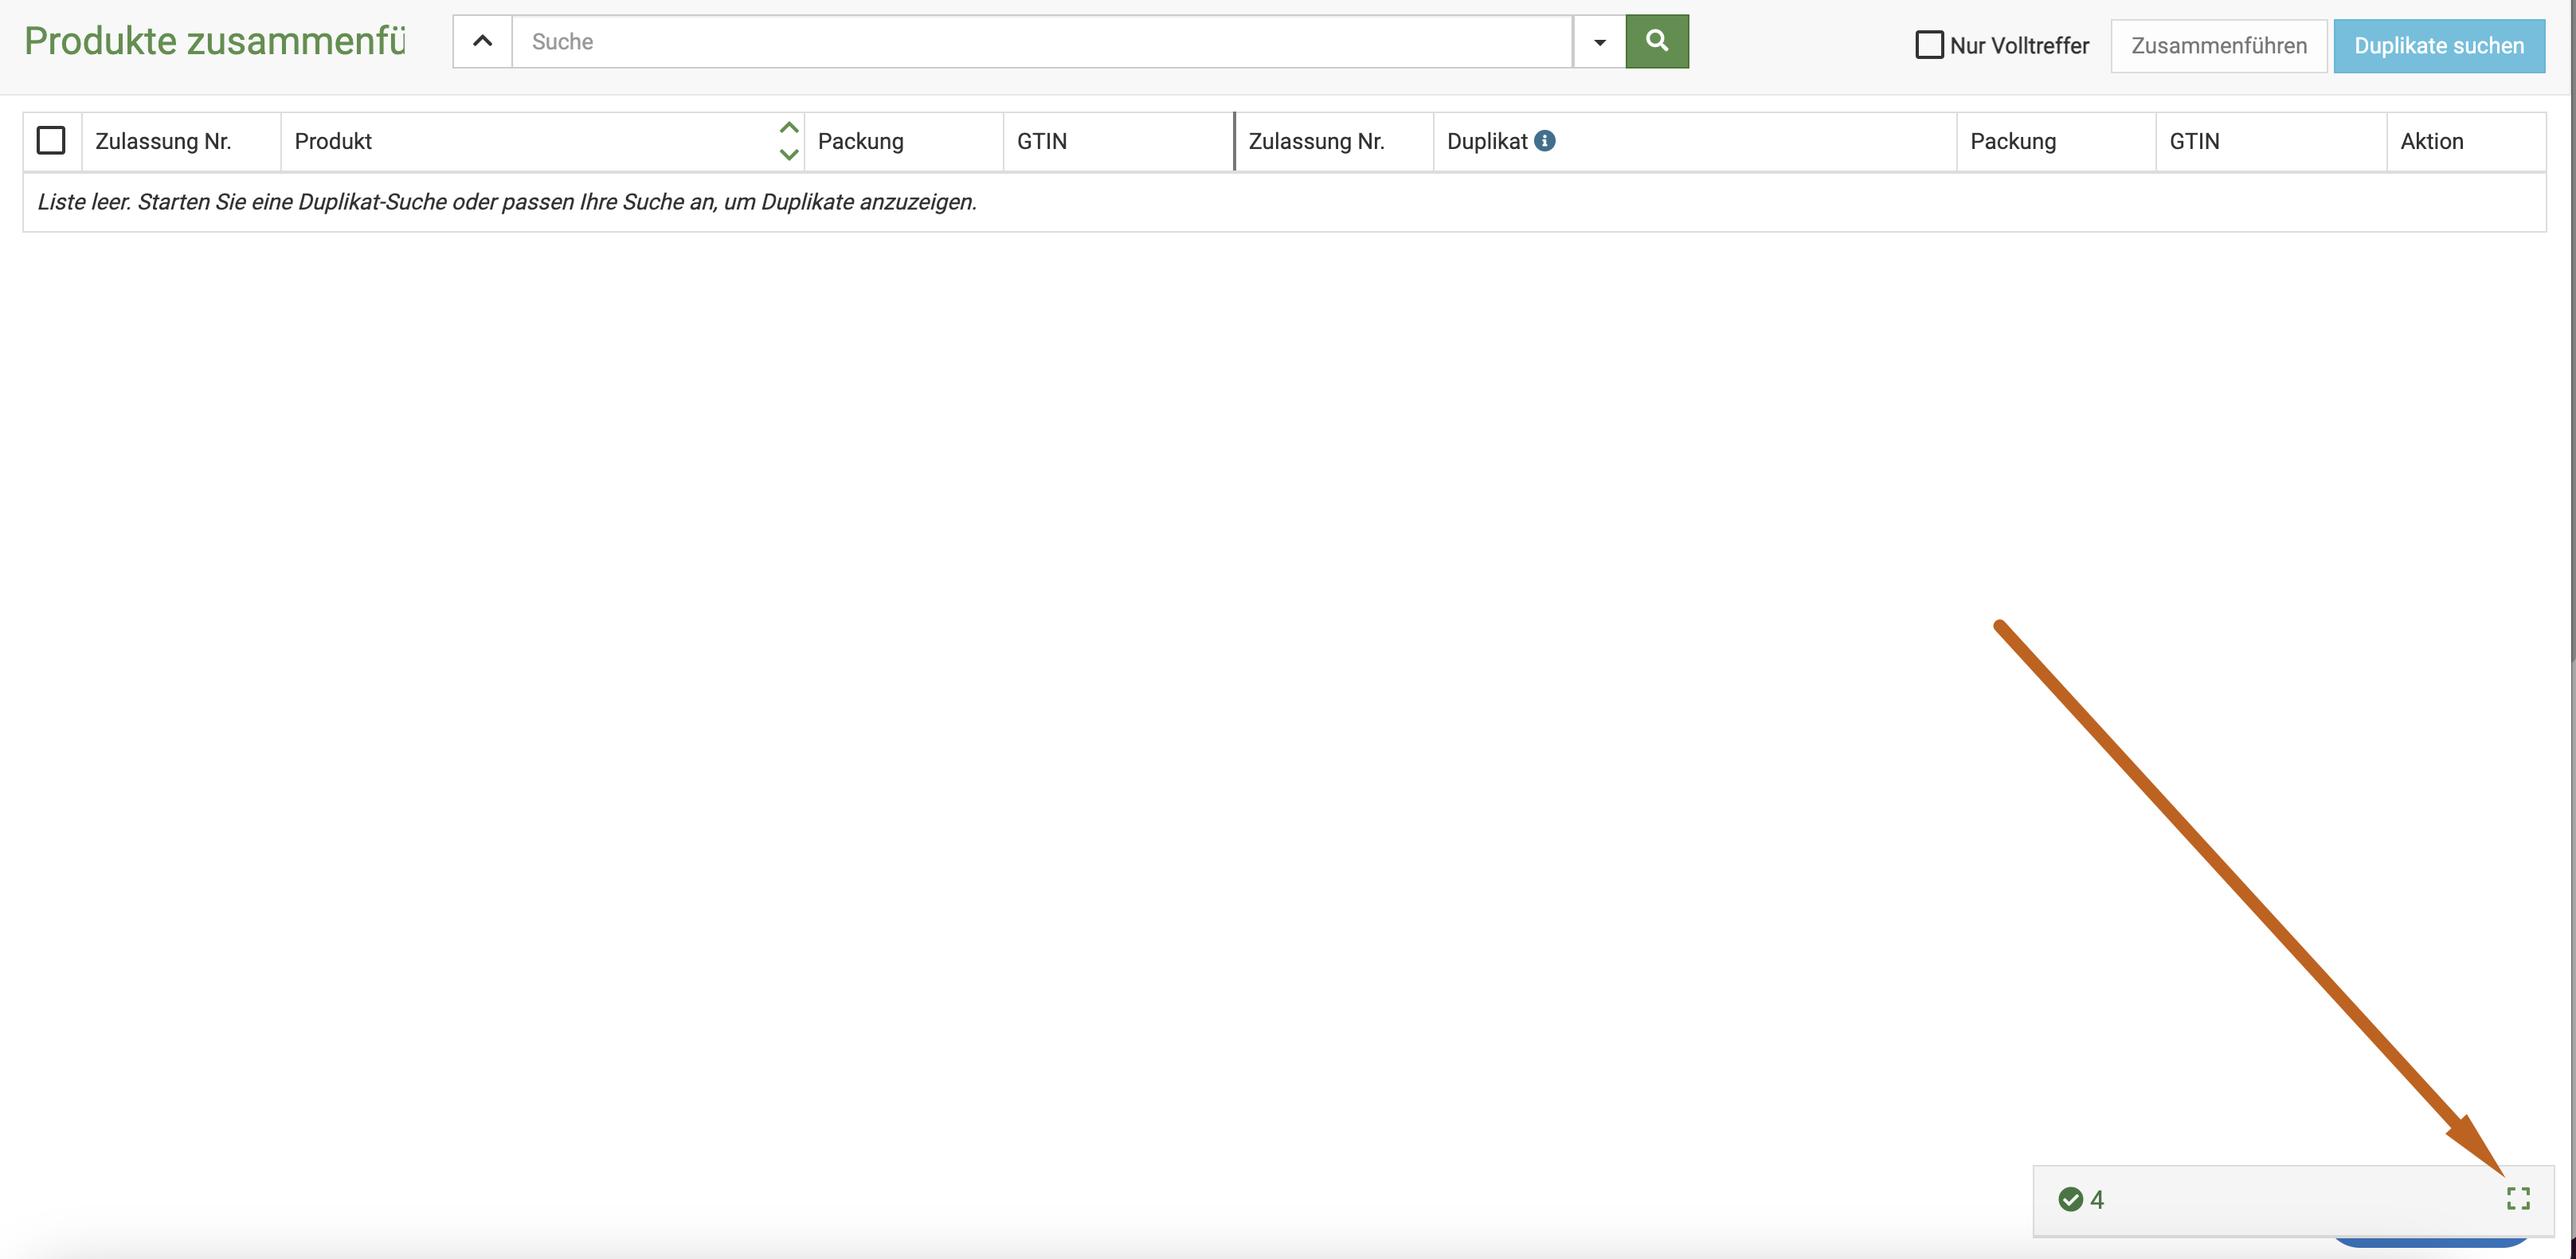 Produkte zusammenfü
Suche
Nur Volltreffer
Zusammenführen
Duplikate suchen
Zulassung Nr. Produkt Packung GTIN Zulassung Nr. Duplikat Packung GTIN Aktion
Liste leer. Starten Sie eine Duplikat-Suche oder passen Ihre Suche an, um Duplikate anzuzeigen.
4